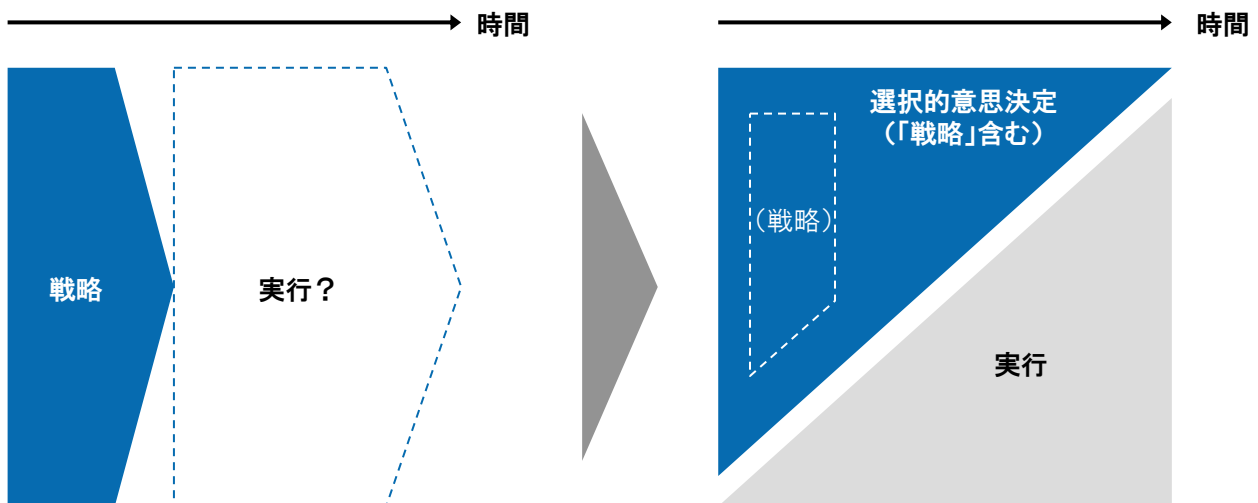 時間
戦略
実行？
時間
選択的意思決定
（「戦略」含む）
（戦略）
実行